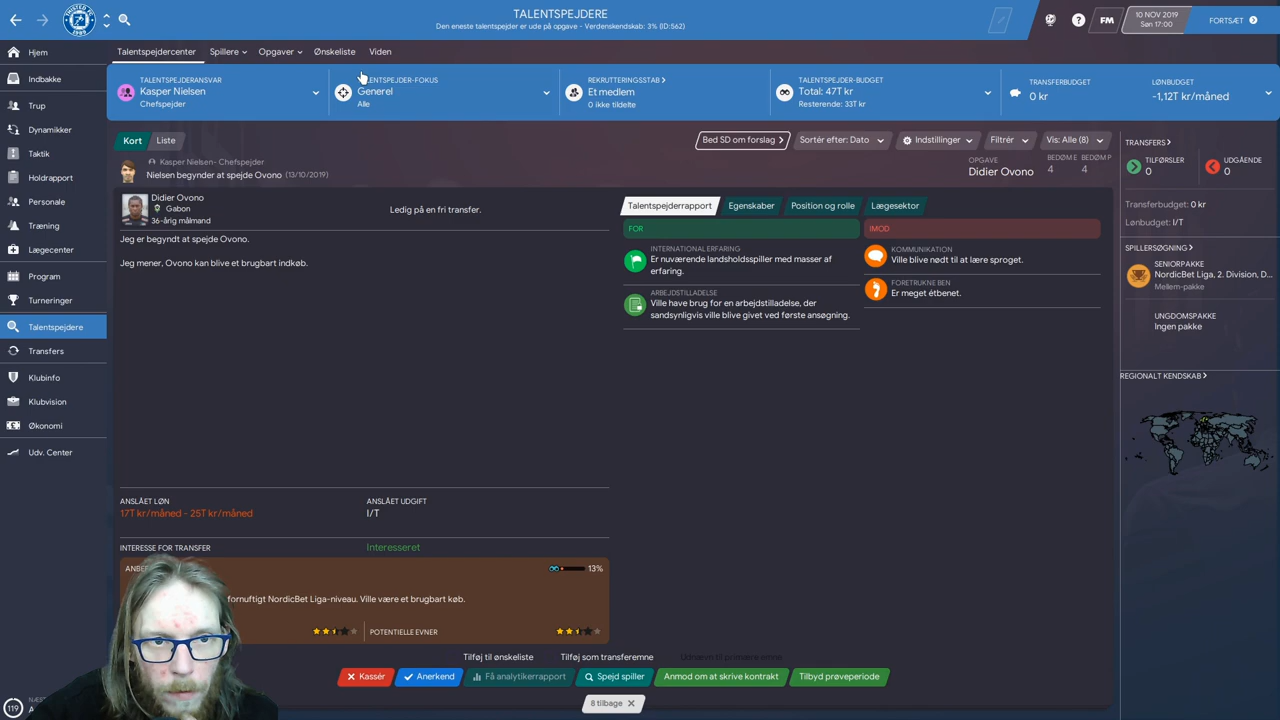 TALENTSPEJDERE
Den eneste talentspejder er ude på opgave - Verdenskendskab: 3% (ID:562)
FM
10 NOV 2019
Søn 17:00
FORTSÆT
Hjem
Indbakke
Trup
Dynamikker
Taktik
Holdrapport
Personale
Træning
Lægecenter
Program
Turneringer
Talentspejdere
Transfers
Klubinfo
Klubvision
Økonomi
Udv. Center
Talentspejdercenter
Spillere
Opgaver
Ønskeliste
Viden
TALENTSPEJDERANSVAR
Kasper Nielsen
Chefspejder
TALENTSPEJDER-FOKUS
Generel
Alle
REKRUTTERINGSSTAB
Et medlem
0 ikke tildelte
TALENTSPEJDER-BUDGET
Total: 47T kr
Resterende: 33T kr
TRANSFERBUDGET
0 kr
LØNBUDGET
-1,12T kr/måned
Kort
Liste
Bed SD om forslag
Sortér efter: Dato
Indstillinger
Filtrér
Vis: Alle (8)
Kasper Nielsen- Chefspejder
Nielsen begynder at spejde Ovono (13/10/2019)
OPGAVE
Didier Ovono
BEDØM E
4
BEDØM P
4
Didier Ovono
Gabon
36-årig målmand
Ledig på en fri transfer.
Jeg er begyndt at spejde Ovono.
Jeg mener, Ovono kan blive et brugbart indkøb.
Talentspejderrapport
Egenskaber
Position og rolle
Lægesektor
FOR
INTERNATIONAL ERFARING
Er nuværende landsholdsspiller med masser af
erfaring.
ARBEJDSTILLADELSE
Ville have brug for en arbejdstilladelse, der
sandsynligvis ville blive givet ved første ansøgning.
IMOD
KOMMUNIKATION
Ville blive nødt til at lære sproget.
FORETRUKNE BEN
Er meget étbenet.
ANSLÅET LØN
17T kr/måned - 25T kr/måned
ANSLÅET UDGIFT
I/T
INTERESSE FOR TRANSFER
Interesseret
13%
fornuftigt NordicBet Liga-niveau. Ville være et brugbart køb.
POTENTIELLE EVNER
Tilføj til ønskeliste
Tilføj som transferemne
Udnævn til primære emne
Kassér
Anerkend
Få analytikerrapport
Spejd spiller
Anmod om at skrive kontrakt
Tilbyd prøveperiode
8 tilbage
TRANSFERS
TILFØRSLER
0
UDGÅENDE
0
Transferbudget: 0 kr
Lønbudget: I/T
SPILLERSØGNING
SENIORPAKKE
NordicBet Liga, 2. Division, D...
Mellem-pakke
UNGDOMSPAKKE
Ingen pakke
REGIONALT KENDSKAB
119